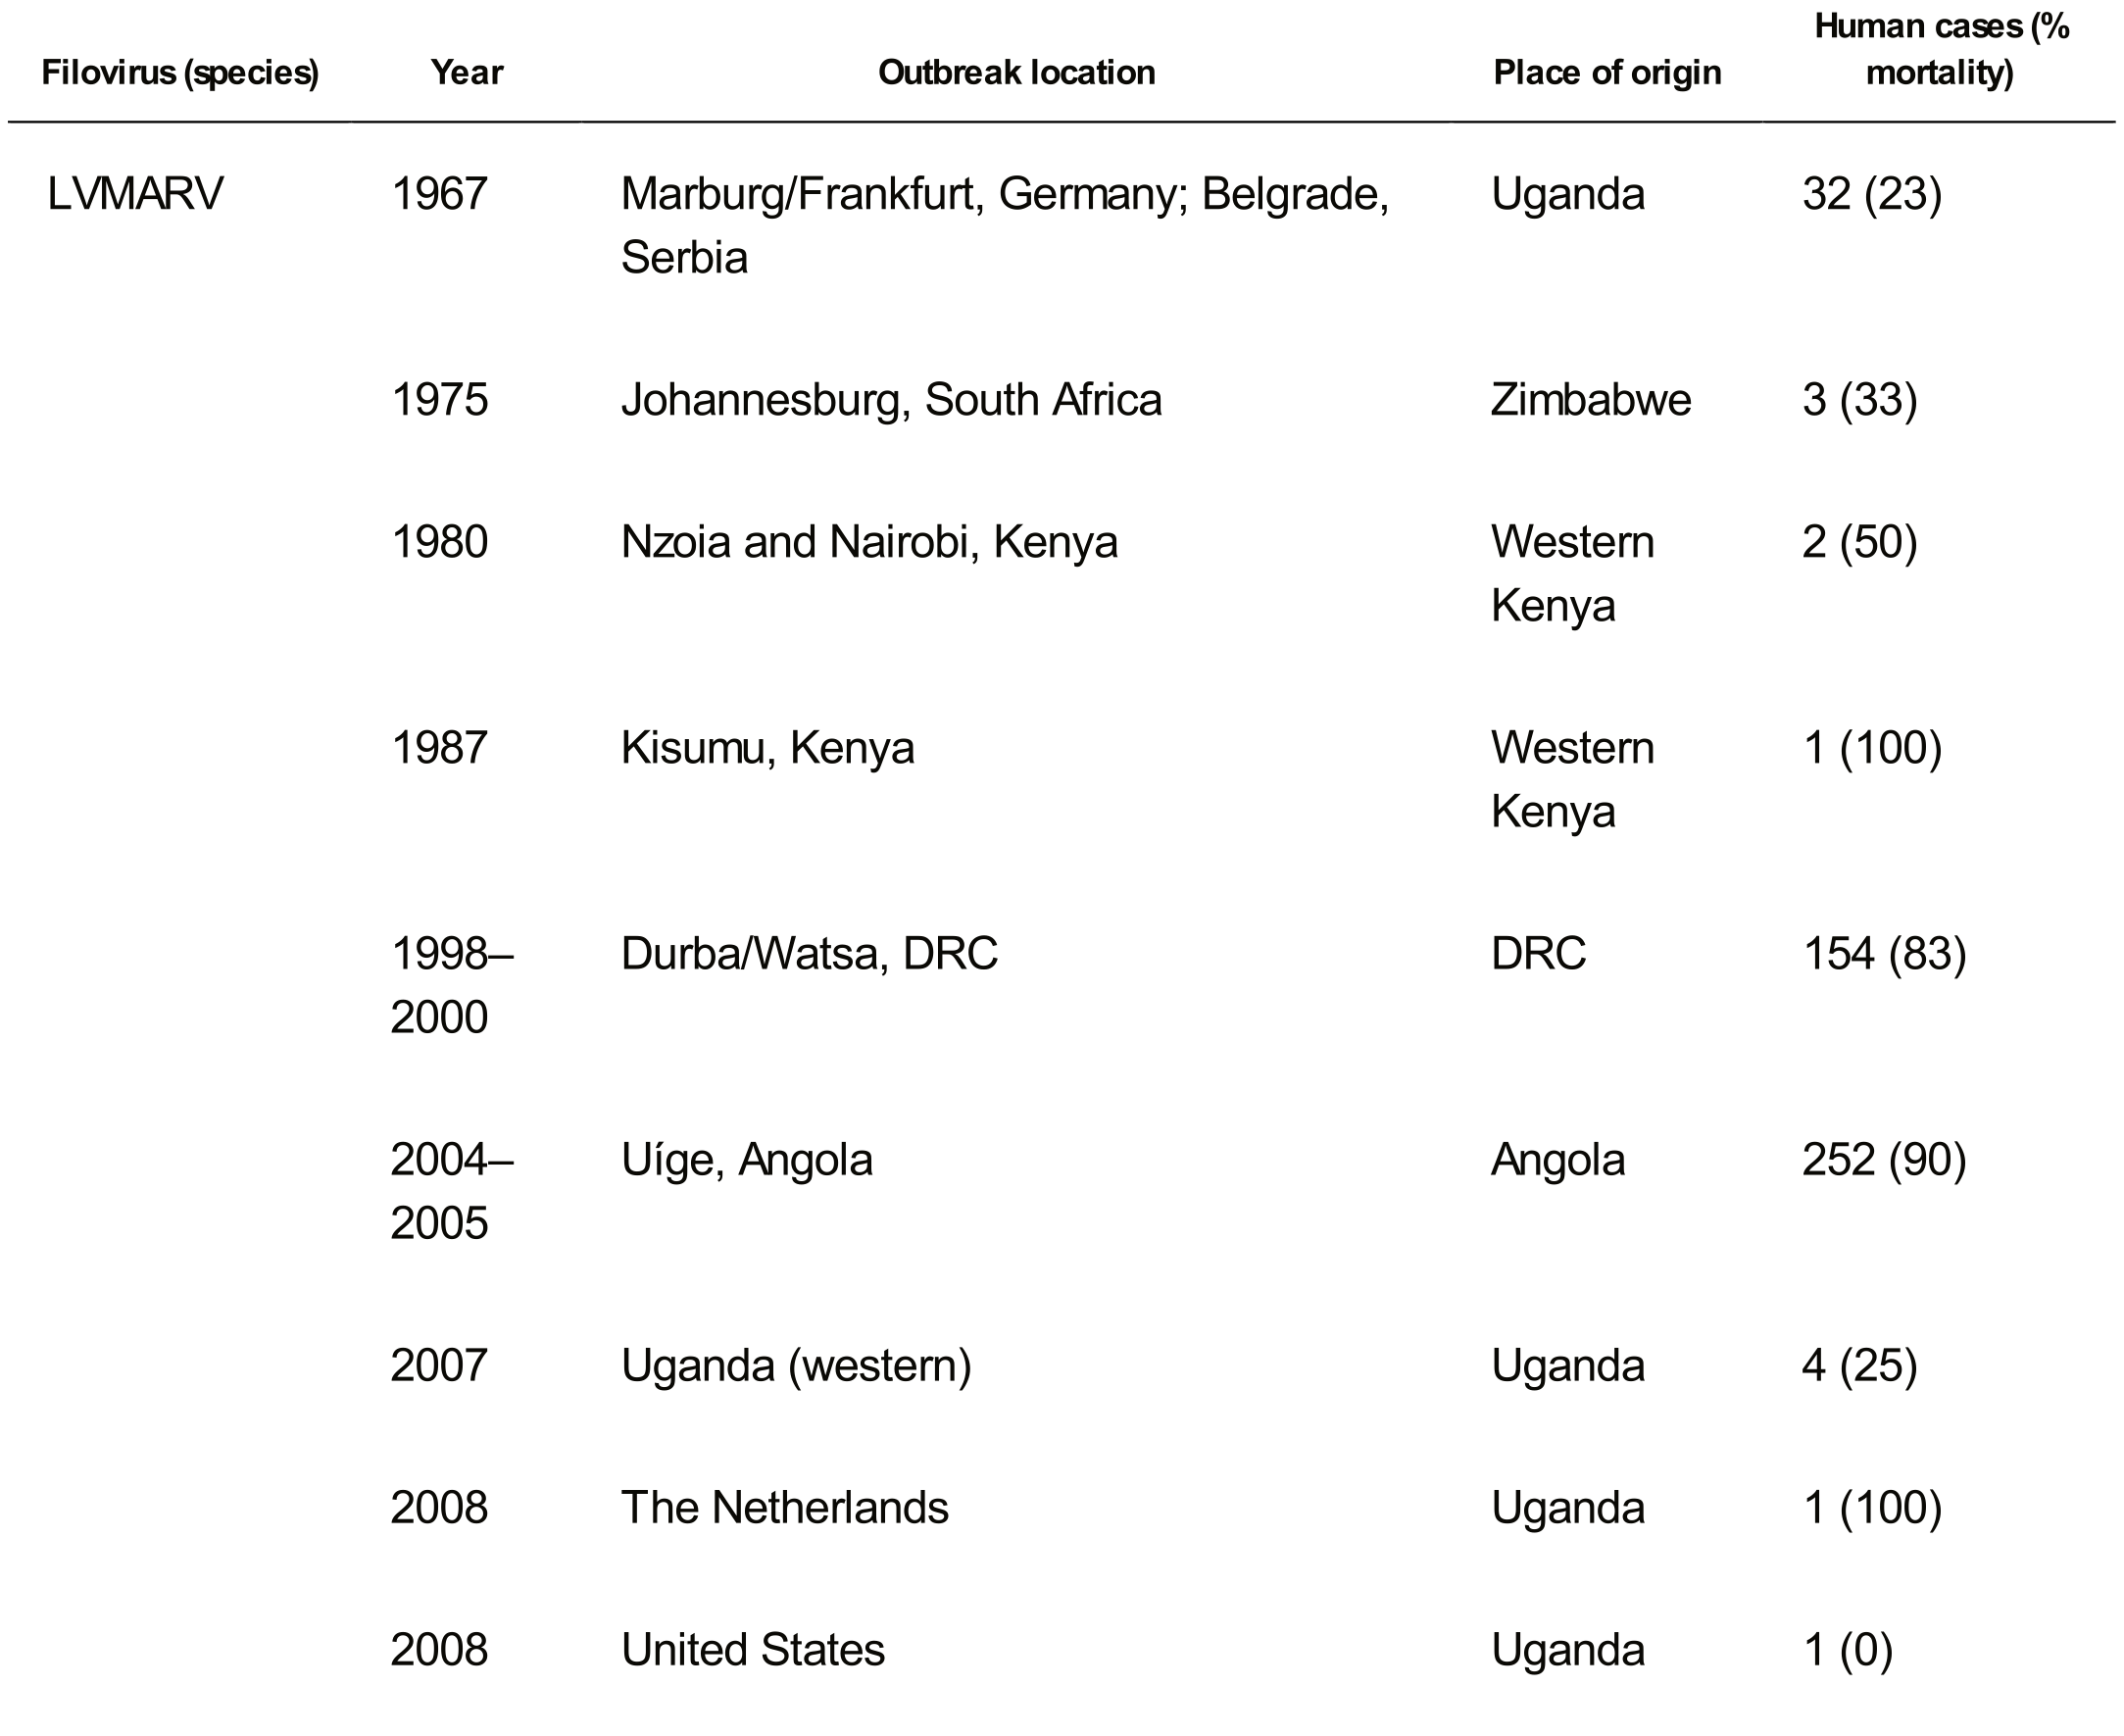 Human cases (%
Filovirus (species) Year Outbreak location Place of origin mortality)
LVMARV 1967 Marburg/Frankfurt, Germany; Belgrade, Uganda 32 (23)
Serbia
1975 Johannesburg, South Africa Zimbabwe 3 (33)
1980 Nzoia and Nairobi, Kenya Western 2 (50)
Kenya
1987 Kisumu, Kenya Western 1 (100)
Kenya
1998– Durba/Watsa, DRC DRC 154 (83)
2000
2004– Uíge, Angola Angola 252 (90)
2005
2007 Uganda (western) Uganda 4 (25)
2008 The Netherlands Uganda 1 (100)
2008 United States Uganda 1 (0)